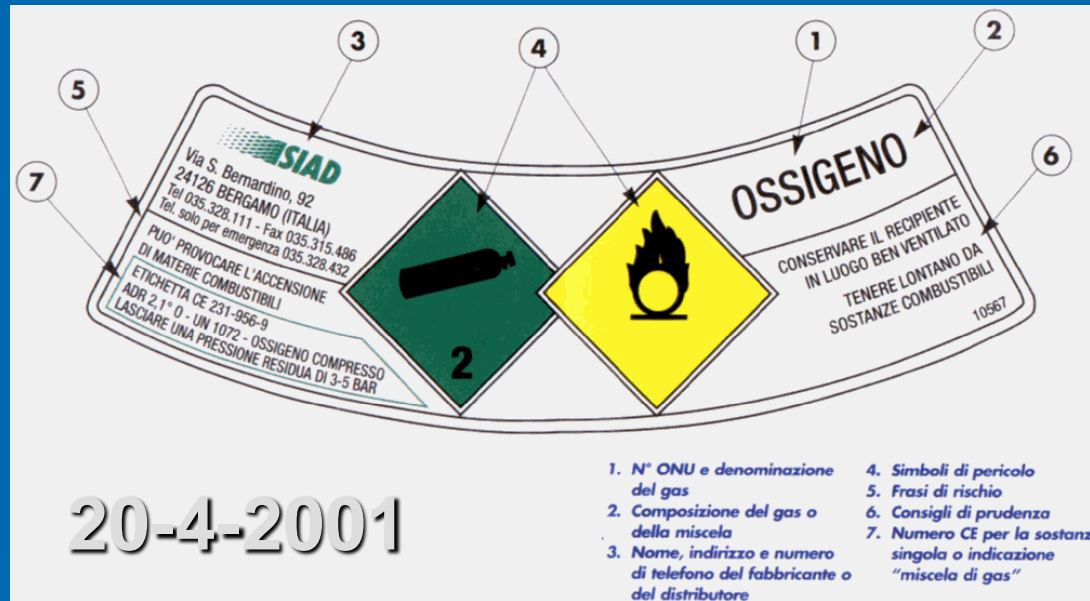 3
4
1
2
5
7
6
SIAD
Via S. Bernardino, 92
24126 BERGAMO (ITALIA)
Tel 035.328.111 - Fax 035.315.486
Tel. solo per emergenza 035.328.432
PUO' PROVOCARE L'ACCENSIONE
DI MATERIE COMBUSTIBILI
ETICHETTA CE 231-956-9
ADR 2,1° O - UN 1072 - OSSIGENO COMPRESSO
LASCIARE UNA PRESSIONE RESIDUA DI 3-5 BAR
2
OSSIGENO
CONSERVARE IL RECIPIENTE
IN LUOGO BEN VENTILATO
TENERE LONTANO DA
SOSTANZE COMBUSTIBILI
10567
1. N° ONU e denominazione
del gas
2. Composizione del gas o
della miscela
3. Nome, indirizzo e numero
di telefono del fabbricante o
del distributore
4. Simboli di pericolo
5. Frasi di rischio
6. Consigli di prudenza
7. Numero CE per la sostanz
singola o indicazione
"miscela di gas"
20-4-2001